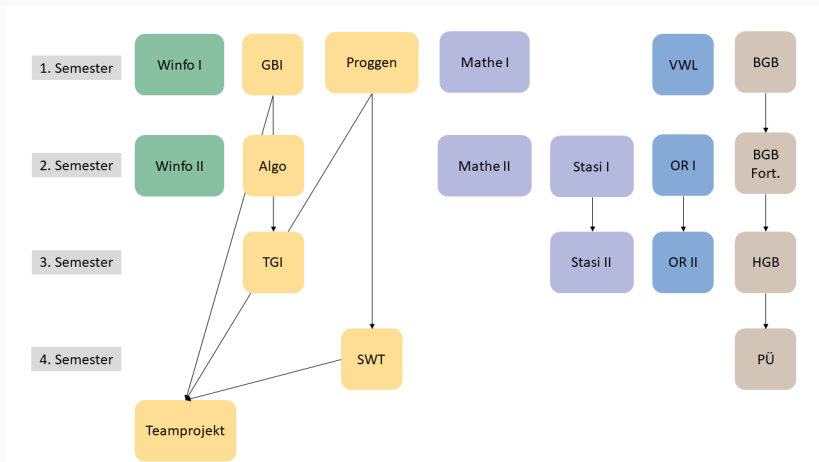 1. Semester
Winfo I
GBI
Proggen
Mathe I
VWL
BGB
2. Semester
Winfo II
Algo
Mathe II
Stasi I
OR I
BGB
Fort.
3. Semester
TGI
Stasi II
OR II
HGB
4. Semester
SWT
PÜ
Teamprojekt